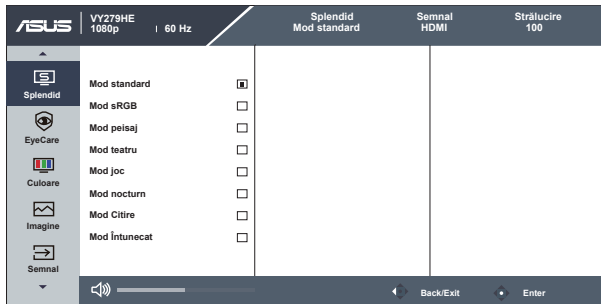 ASUS
VY279HE
1080p | 60 Hz
Splendid
Mod standard
Semnal
HDMI
Strălucire
100
Splendid
EyeCare
Culoare
Imagine
Semnal
Mod standard
Mod sRGB
Mod peisaj
Mod teatru
Mod joc
Mod nocturn
Mod Citire
Mod Întunecat
Back/Exit
Enter